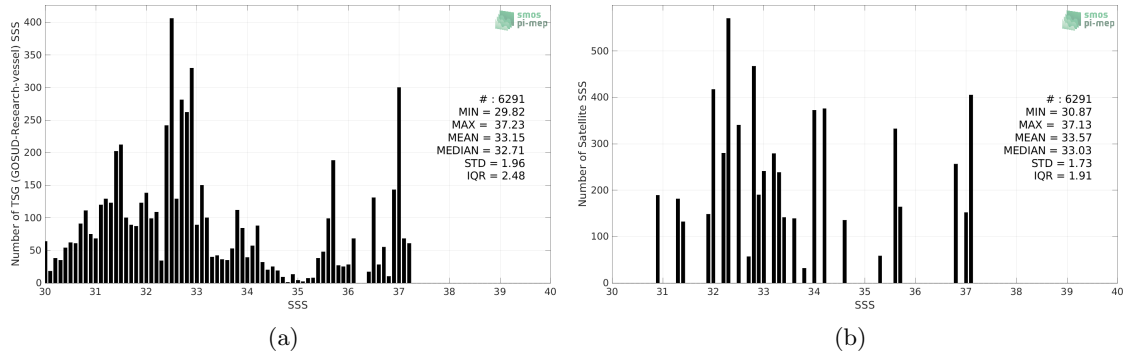 smos
pi-mep
Number of TSG (GOSUD-Research-vessel) SSS
400
350
300
250
200
150
100
50
0
# : 6291
MIN = 29.82
MAX = 37.23
MEAN = 33.15
MEDIAN = 32.71
STD = 1.96
IQR = 2.48
30 31 32 33 34 35 36 37 38 39 40
SSS
(a)
smos
pi-mep
Number of Satellite SSS
500
400
300
200
100
0
# : 6291
MIN = 30.87
MAX = 37.13
MEAN = 33.57
MEDIAN = 33.03
STD = 1.73
IQR = 1.91
30 31 32 33 34 35 36 37 38 39 40
SSS
(b)